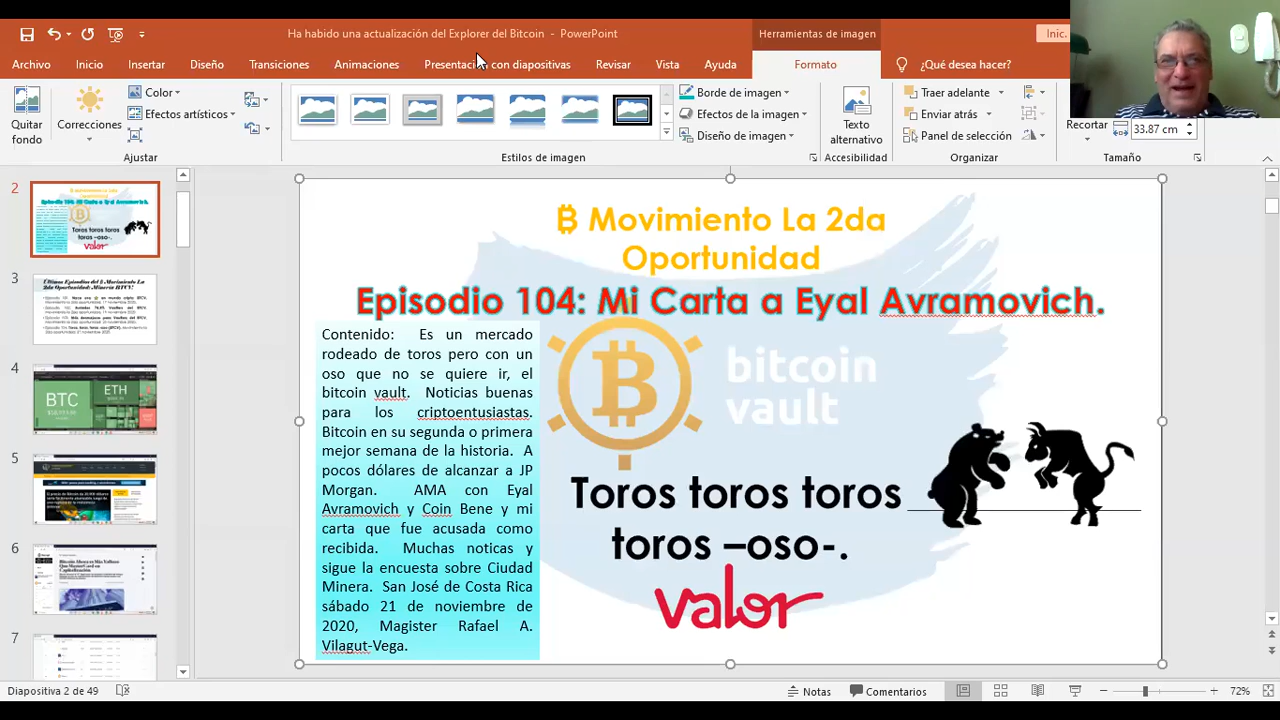 Ha habido una actualización del Explorer del Bitcoin - PowerPoint
Herramientas de imagen
Inic.
Archivo
Inicio
Insertar
Diseño
Transiciones
Animaciones
Presentación con diapositivas
Revisar
Vista
Ayuda
Formato
¿Qué desea hacer?
Quitar fondo
Correcciones
Color
Efectos artísticos
Ajustar
Estilos de imagen
Borde de imagen
Efectos de la imagen
Diseño de imagen
Texto alternativo
Accesibilidad
Traer adelante
Enviar atrás
Panel de selección
Organizar
Recortar
33.87 cm
Tamaño
2
3
4
BTC
ETH
5
6
7
₿ Movimiento La 2da
Oportunidad
Episodio 104: Mi Carta a Eyal Avramovich.
Contenido: Es un mercado
rodeado de toros pero con un
oso que no se quiere ir, el
bitcoin vault. Noticias buenas
para los criptoentusiastas.
Bitcoin en su segunda o primera
mejor semana de la historia. A
pocos dólares de alcanzar a JP
Morgan. AMA con Eyal
Avramovich y Coin Bene y mi
carta que fue acusada como
recibida. Muchas noticas y
sigue la encuesta sobre Ciudad
Minera. San José de Costa Rica
sábado 21 de noviembre de
2020, Magister Rafael A.
Vilagut-Vega.
bitcoin
vault
Toros toros toros
toros –oso-.
valor
Diapositiva 2 de 49
Notas
Comentarios
72%